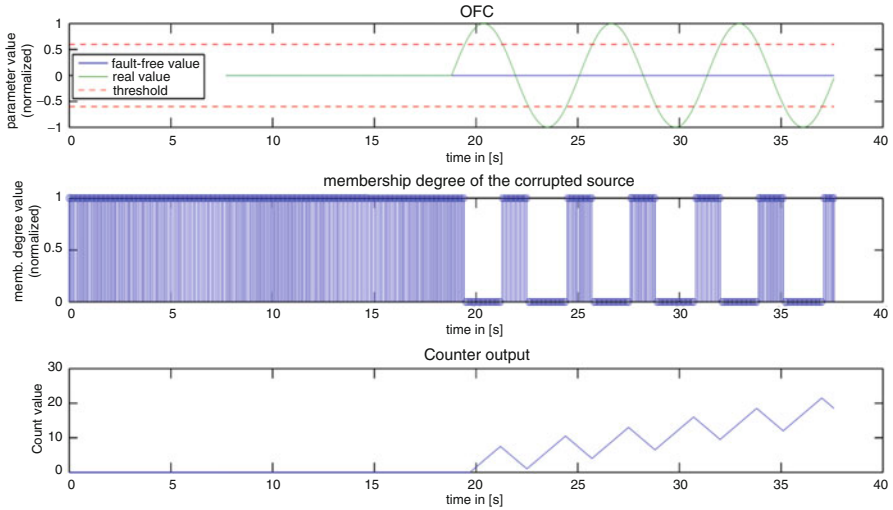 OFC
parameter value
(normalized)
1
0.5
0
−0.5
−1
fault-free value
real value
threshold
0 5 10 15 20 25 30 35 40
time in [s]
membership degree of the corrupted source
memb. degree value
(normalized)
1
0.5
0
0 5 10 15 20 25 30 35 40
time in [s]
Counter output
Count value
30
20
10
0
0 5 10 15 20 25 30 35 40
time in [s]